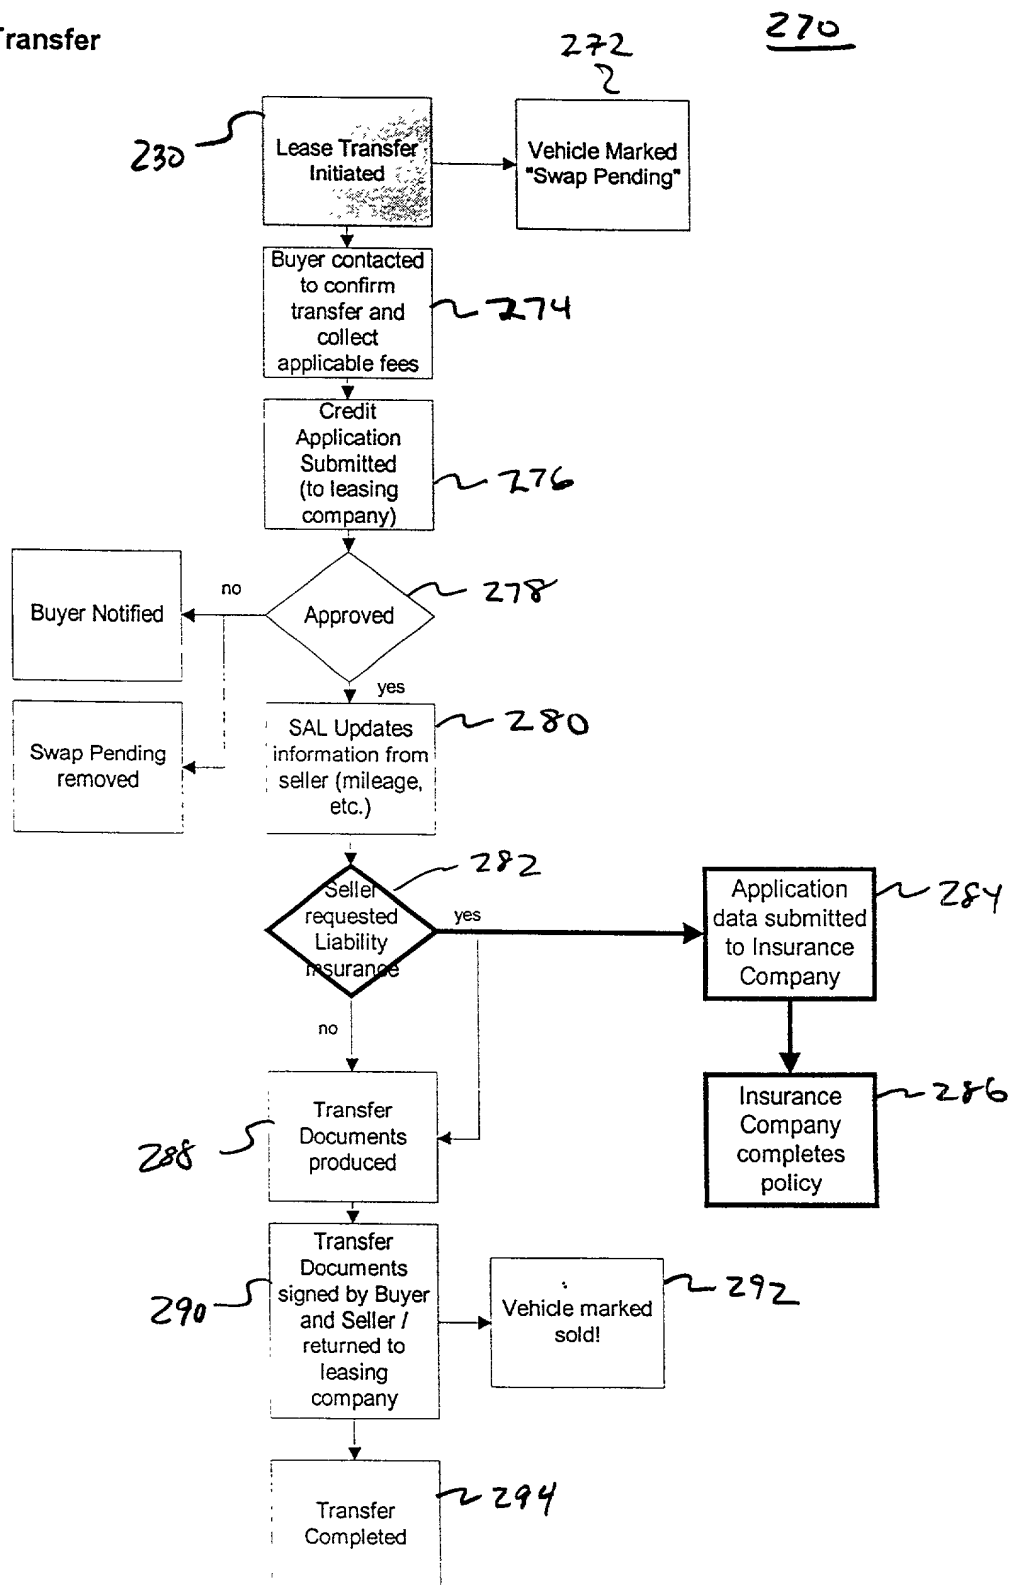 Transfer
270
272
230
Lease Transfer
Initiated
Vehicle Marked
"Swap Pending"
Buyer contacted
to confirm
transfer and
collect
applicable fees
274
Credit
Application
Submitted
(to leasing
company)
276
no
278
Buyer Notified
Approved
yes
280
SAL Updates
information from
seller (mileage,
etc.)
Swap Pending
removed
282
Seller
requested
Liability
insurance
yes
Application
data submitted
to Insurance
Company
284
no
Insurance
Company
completes
policy
286
288
Transfer
Documents
produced
290
Transfer
Documents
signed by Buyer
and Seller /
returned to
leasing
company
Vehicle marked
sold!
292
Transfer
Completed
294